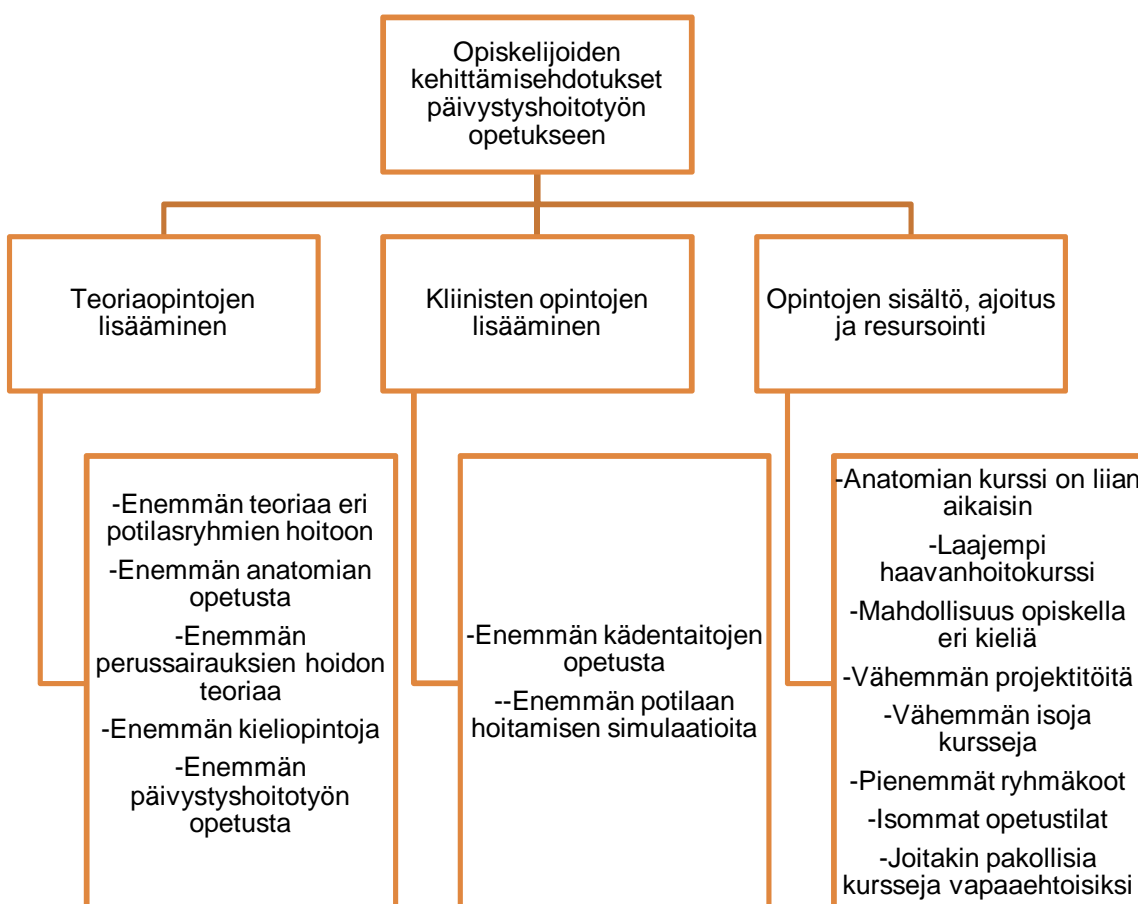 Opiskelijoiden
kehittämisehdotukset
päivystyshoitotyön
opetukseen
Teoriaopintojen
lisääminen
Kliinisten opintojen
lisääminen
Opintojen sisältö, ajoitus
ja resursointi
-Enemmän teoriaa eri
potilasryhmien hoitoon
-Enemmän anatomian
opetusta
-Enemmän
perussairauksien hoidon
teoriaa
-Enemmän kieliopintoja
-Enemmän
päivystyshoitotyön
opetusta
-Enemmän kädentaitojen
opetusta
--Enemmän potilaan
hoitamisen simulaatioita
-Anatomian kurssi on liian
aikaisin
-Laajempi
haavanhoitokurssi
-Mahdollisuus opiskella
eri kieliä
-Vähemmän projektitöitä
-Vähemmän isoja
kursseja
-Pienemmät ryhmäkoot
-Isommat opetustilat
-Joitakin pakollisia
kursseja vapaaehtoisiksi